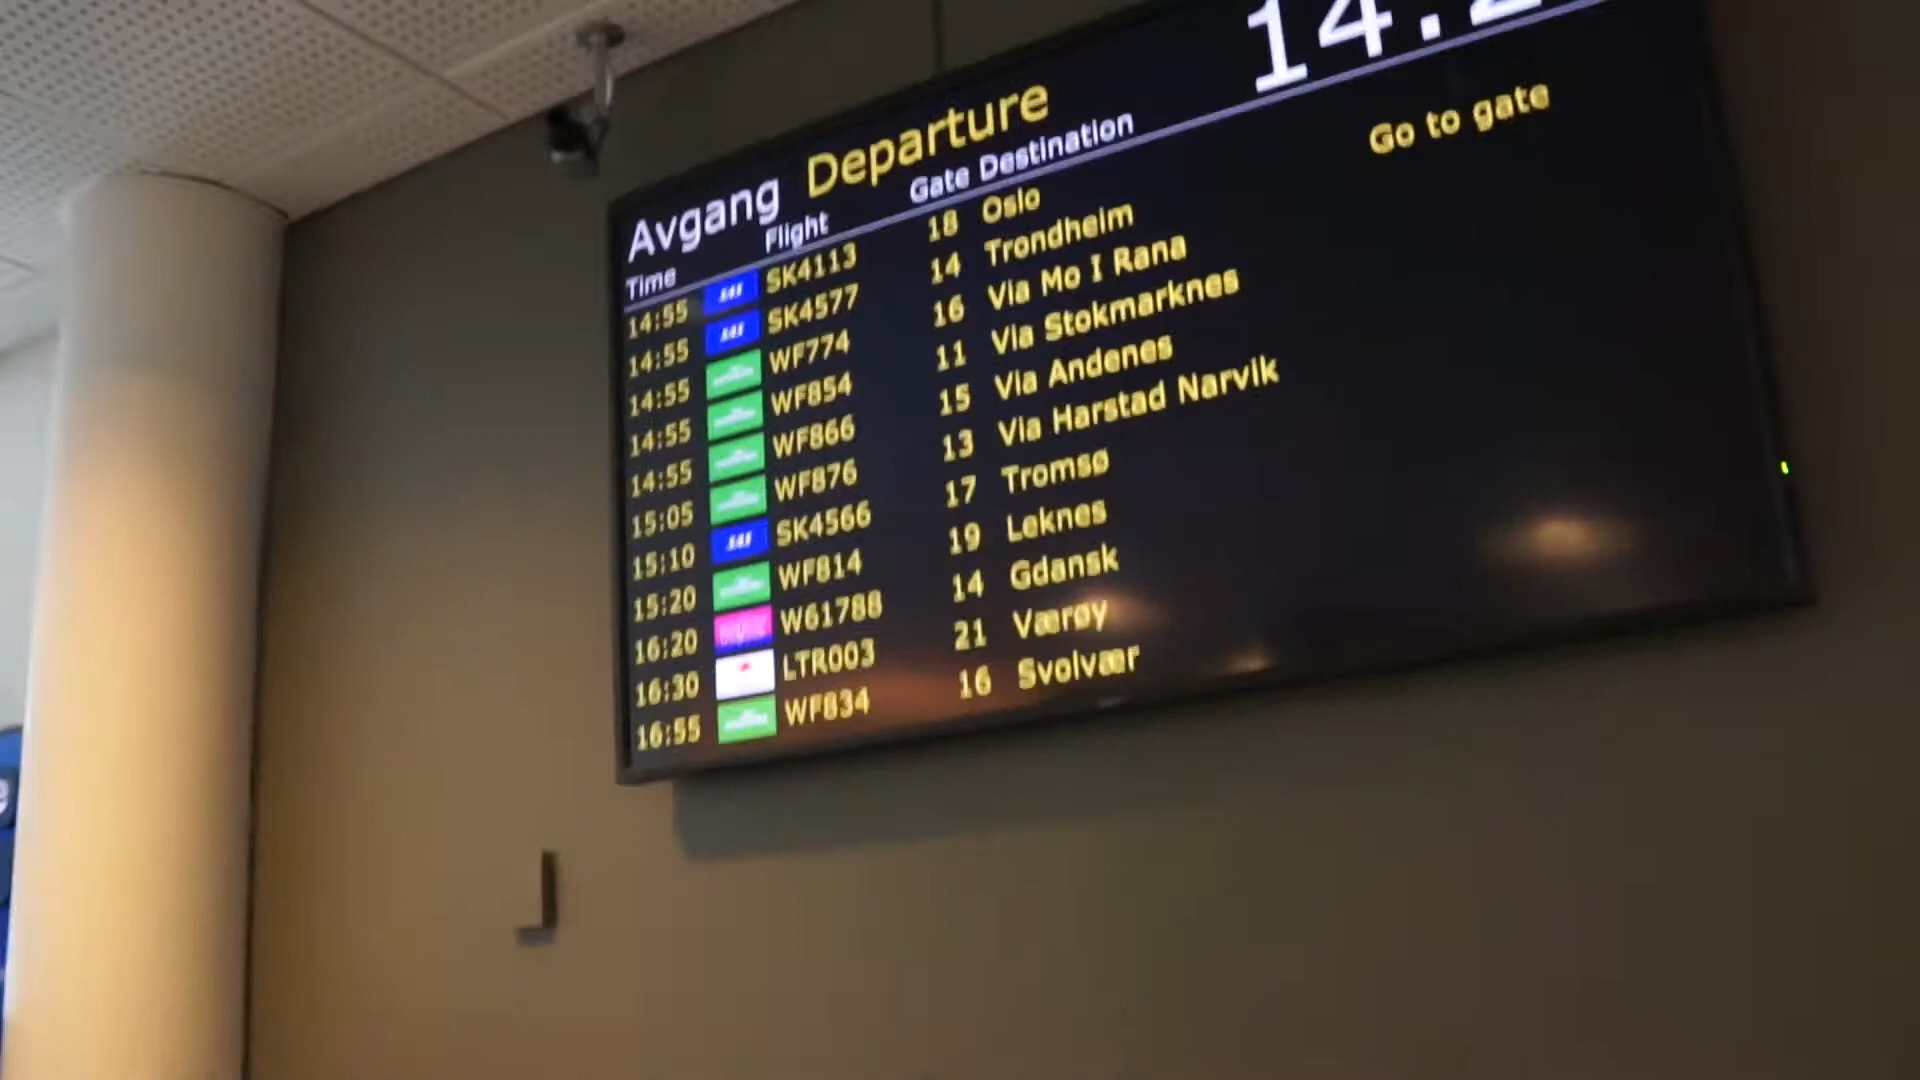 Avgang Departure 14.2
Time Flight Gate Destination
14:55 SAS SK4113 18 Oslo Go to gate
14:55 SAS SK4577 14 Trondheim
14:55 WF774 16 Via Mo I Rana
14:55 WF854 11 Via Stokmarknes
14:55 WF866 15 Via Andenes
15:05 WF876 13 Via Harstad Narvik
15:10 SAS SK4566 17 Tromsø
15:20 WF814 19 Leknes
16:20 W61788 14 Gdansk
16:30 LTR003 21 Værøy
16:55 WF834 16 Svolvær